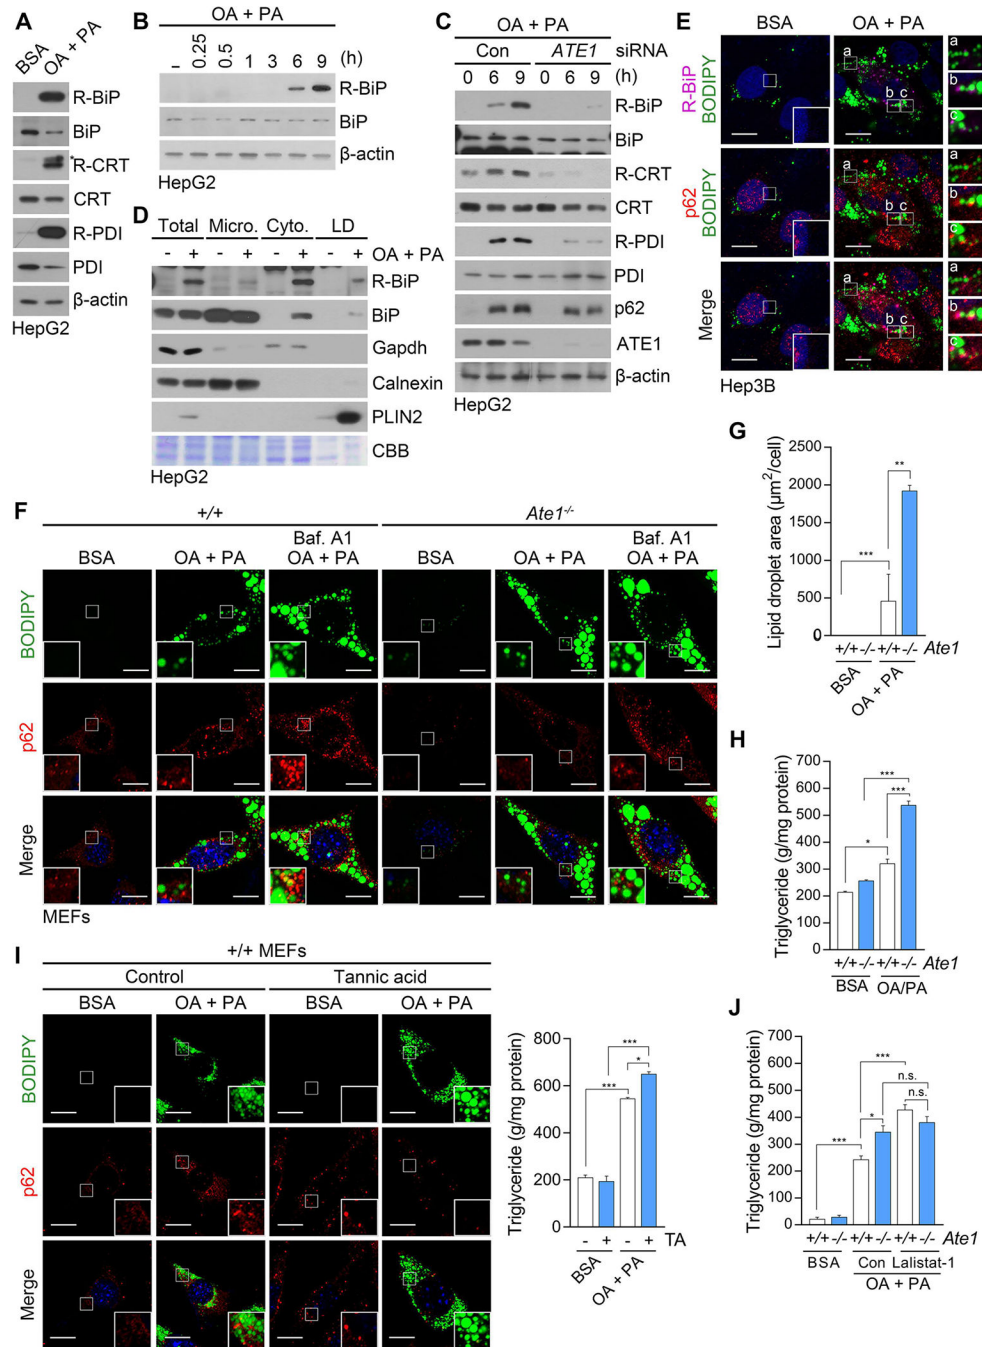 A
BSA
OA + PA
R-BiP
BiP
R-CRT
*
CRT
R-PDI
PDI
β-actin
HepG2
B
OA + PA
– 0.25 0.5 1 3 6 9 (h)
R-BiP
BiP
β-actin
HepG2
C
OA + PA
Con ATE1 siRNA
0 6 9 0 6 9 (h)
R-BiP
BiP
R-CRT
CRT
R-PDI
PDI
p62
ATE1
β-actin
HepG2
D
Total Micro. Cyto. LD
- + - + - + - + OA + PA
R-BiP
BiP
Gapdh
Calnexin
PLIN2
CBB
HepG2
E
BSA OA + PA
R-BiP
BODIPY
a
b c
a
b
c
p62
BODIPY
a
b c
a
b
c
Merge
a
b c
a
b
c
Hep3B
F
+/+ Ate1-/-
BSA OA + PA Baf. A1 OA + PA BSA OA + PA Baf. A1 OA + PA
BODIPY
p62
Merge
MEFs
G
Lipid droplet area (µm²/cell)
2500
2000
1500
1000
500
0
***
**
+/+ -/- +/+ -/- Ate1
BSA
OA + PA
H
Triglyceride (g/mg protein)
700
600
500
400
300
200
100
0
*
***
***
+/+ -/- +/+ -/- Ate1
BSA OA/PA
I
+/+ MEFs
Control Tannic acid
BSA OA + PA BSA OA + PA
BODIPY
p62
Merge
Triglyceride (g/mg protein)
800
600
400
200
0
***
***
*
- + - + TA
BSA
OA + PA
J
Triglyceride (g/mg protein)
700
600
500
400
300
200
100
0
***
*
***
n.s.
n.s.
+/+ -/- +/+ -/- +/+ -/- Ate1
BSA Con Lalistat-1
OA + PA